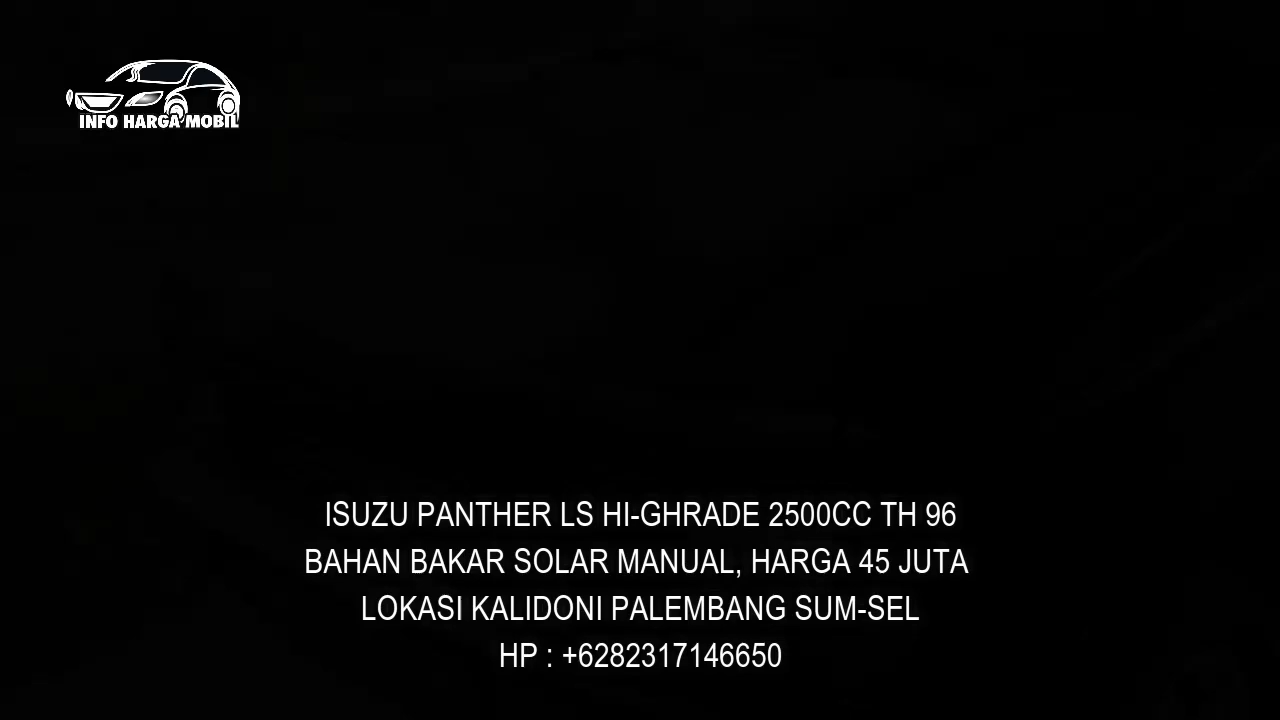 INFO HARGA MOBIL
ISUZU PANTHER LS HI-GHRADE 2500CC TH 96
BAHAN BAKAR SOLAR MANUAL, HARGA 45 JUTA
LOKASI KALIDONI PALEMBANG SUM-SEL
HP : +6282317146650